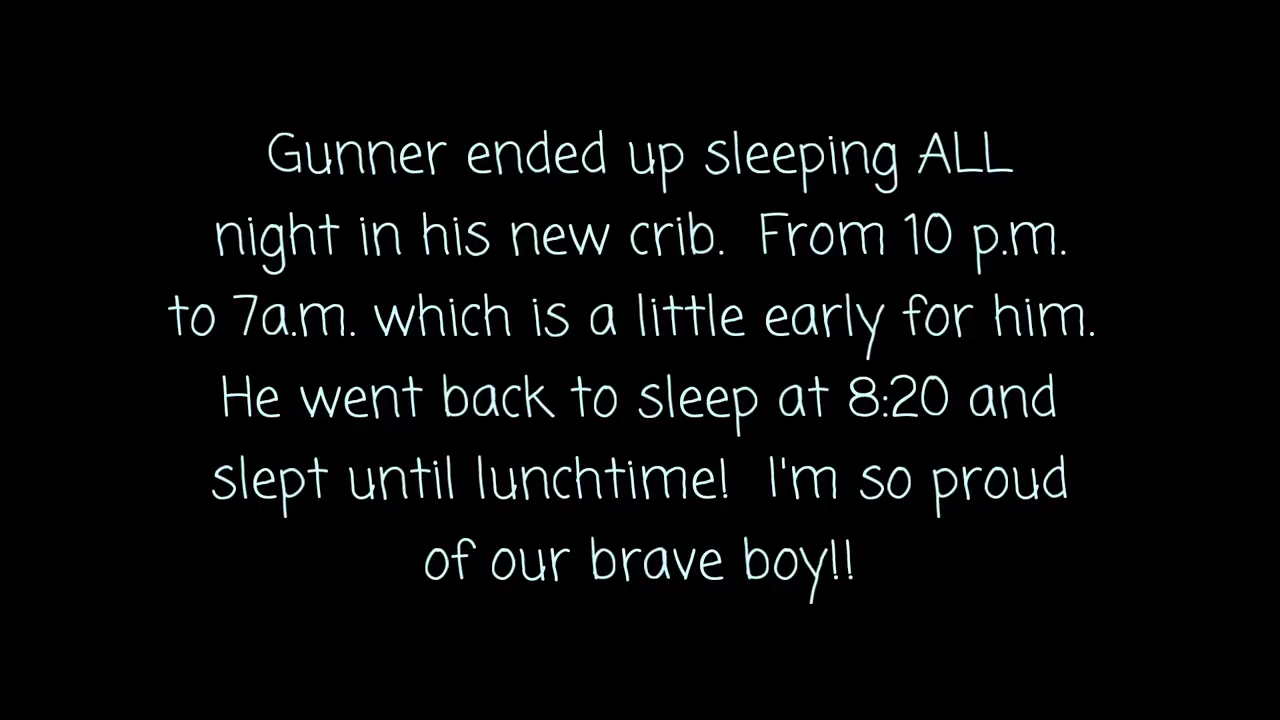 Gunner ended up sleeping ALL
night in his new crib.  From 10 p.m.
to 7a.m. which is a little early for him.
He went back to sleep at 8:20 and
slept until lunchtime!  I'm so proud
of our brave boy!!